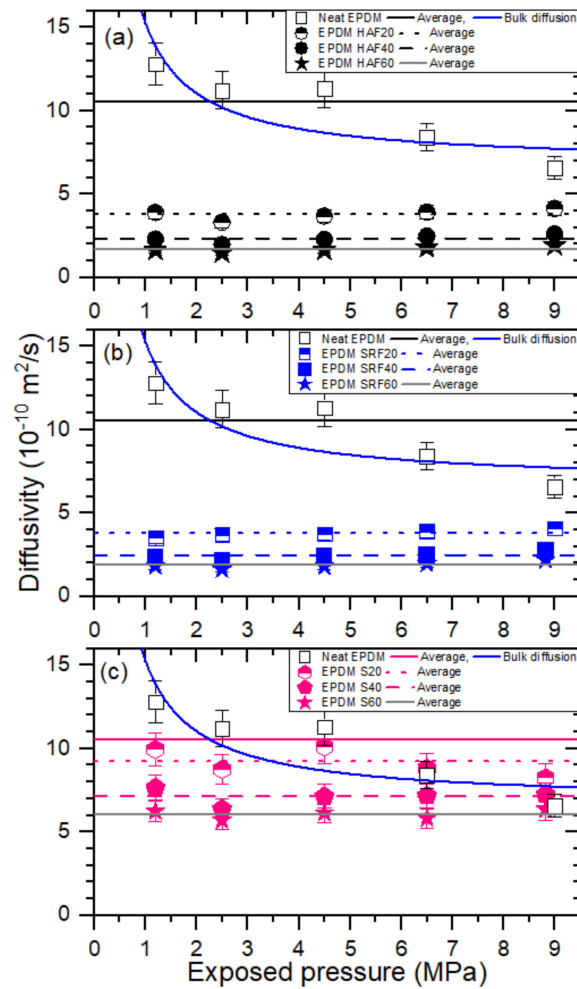 (a)
Neat EPDM Average, Bulk diffusion
EPDM HAF20 Average
EPDM HAF40 Average
EPDM HAF60 Average
15
10
5
0
0 1 2 3 4 5 6 7 8 9
(b)
Neat EPDM Average, Bulk diffusion
EPDM SRF20 Average
EPDM SRF40 Average
EPDM SRF60 Average
15
10
5
0
0 1 2 3 4 5 6 7 8 9
Diffusivity (10⁻¹⁰ m²/s)
(c)
Neat EPDM Average, Bulk diffusion
EPDM S20 Average
EPDM S40 Average
EPDM S60 Average
15
10
5
0
0 1 2 3 4 5 6 7 8 9
Exposed pressure (MPa)